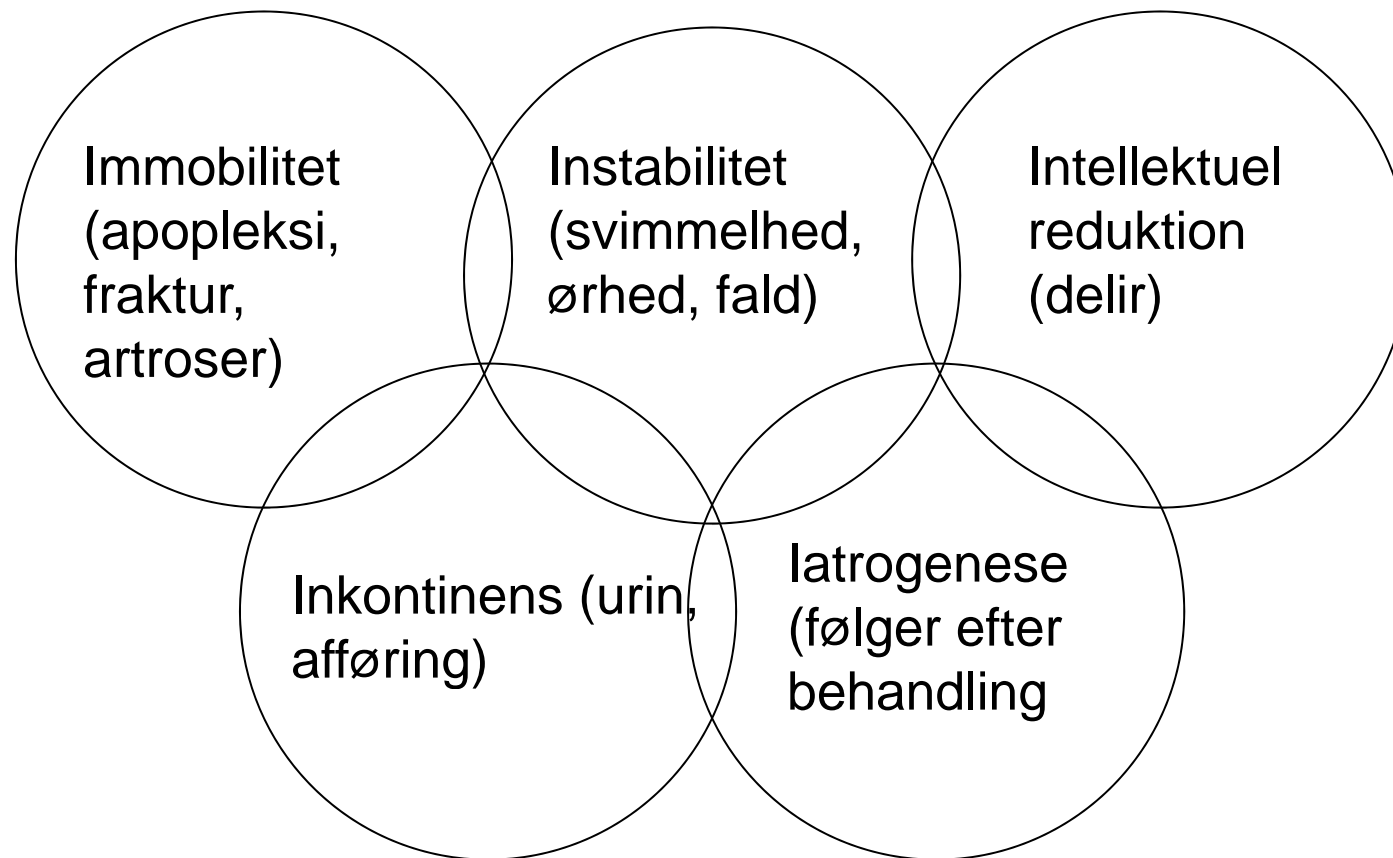 Immobilitet
(apopleksi,
fraktur,
artroser)
Instabilitet
(svimmelhed,
ørhed, fald)
Intellektuel
reduktion
(delir)
Inkontinens (urin,
afføring)
Iatrogenese
(følger efter
behandling